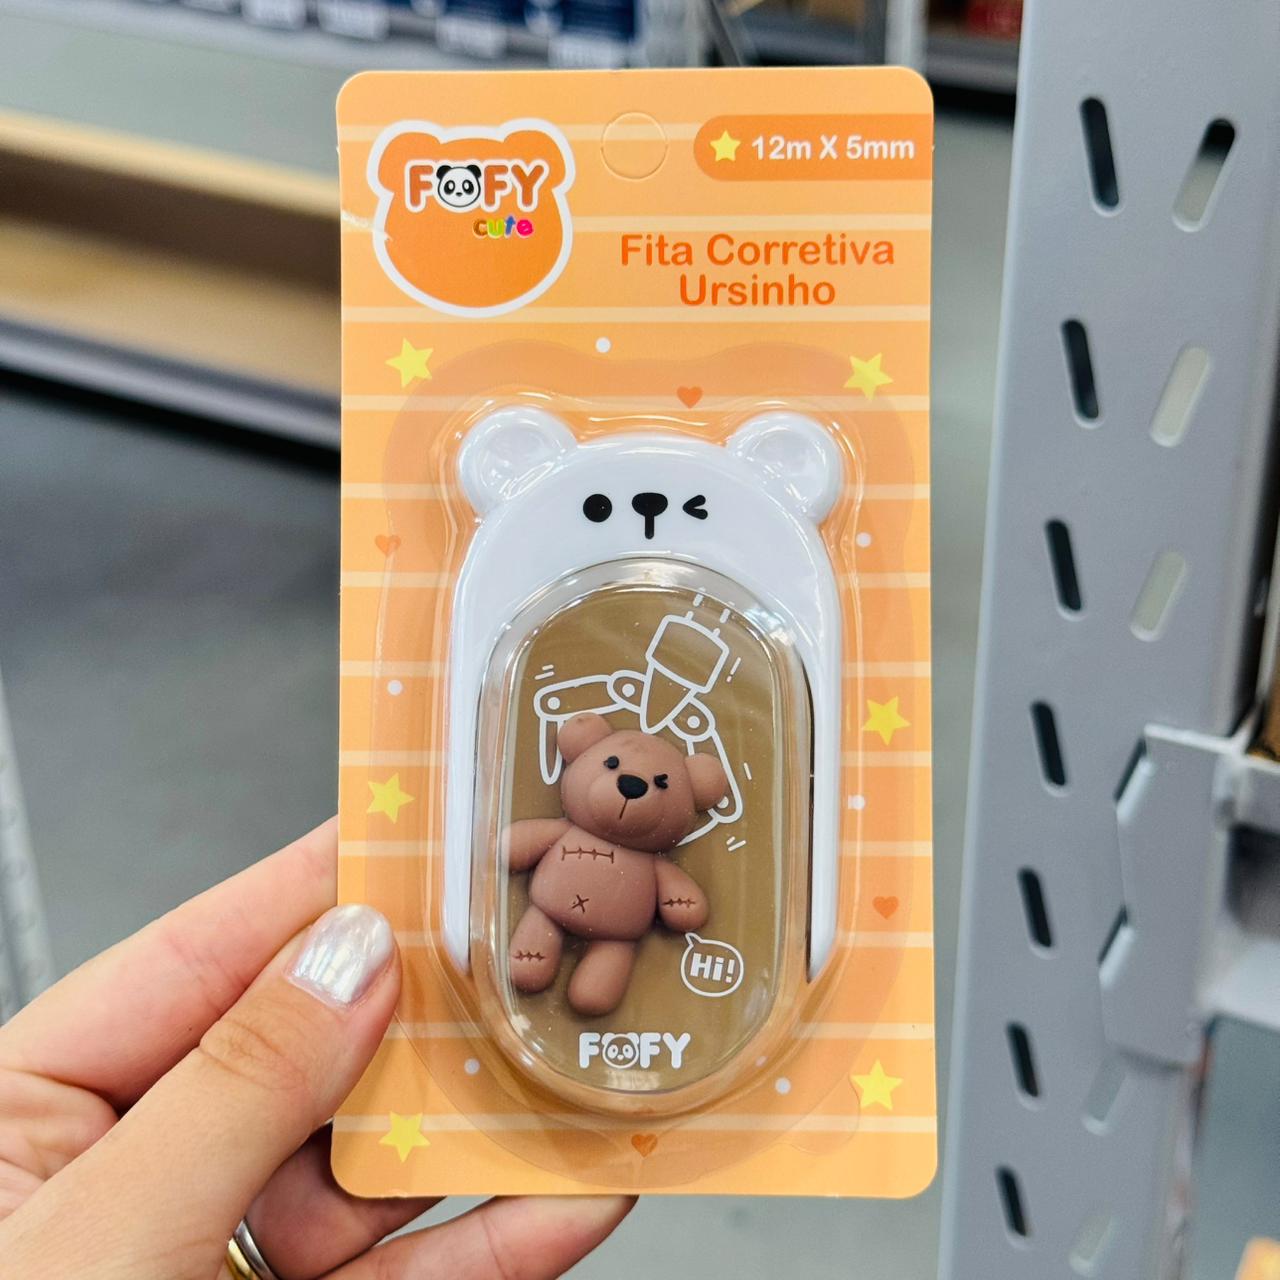 FOFY
cute
12m X 5mm
Fita Corretiva
Ursinho
Hi!
FOFY